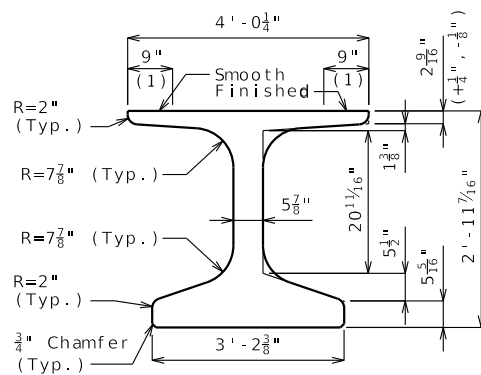 4'-0¼"
9"
(1)
9"
(1)
Smooth
Finished
2 9/16"
(+¼", -⅛")
R=2"
(Typ.)
R=7⅞" (Typ.)
5⅞"
20 11/16"
1⅜"
2'-11 7/16"
R=7⅞" (Typ.)
5½"
5 5/16"
R=2"
(Typ.)
¾" Chamfer
(Typ.)
3'-2⅜"